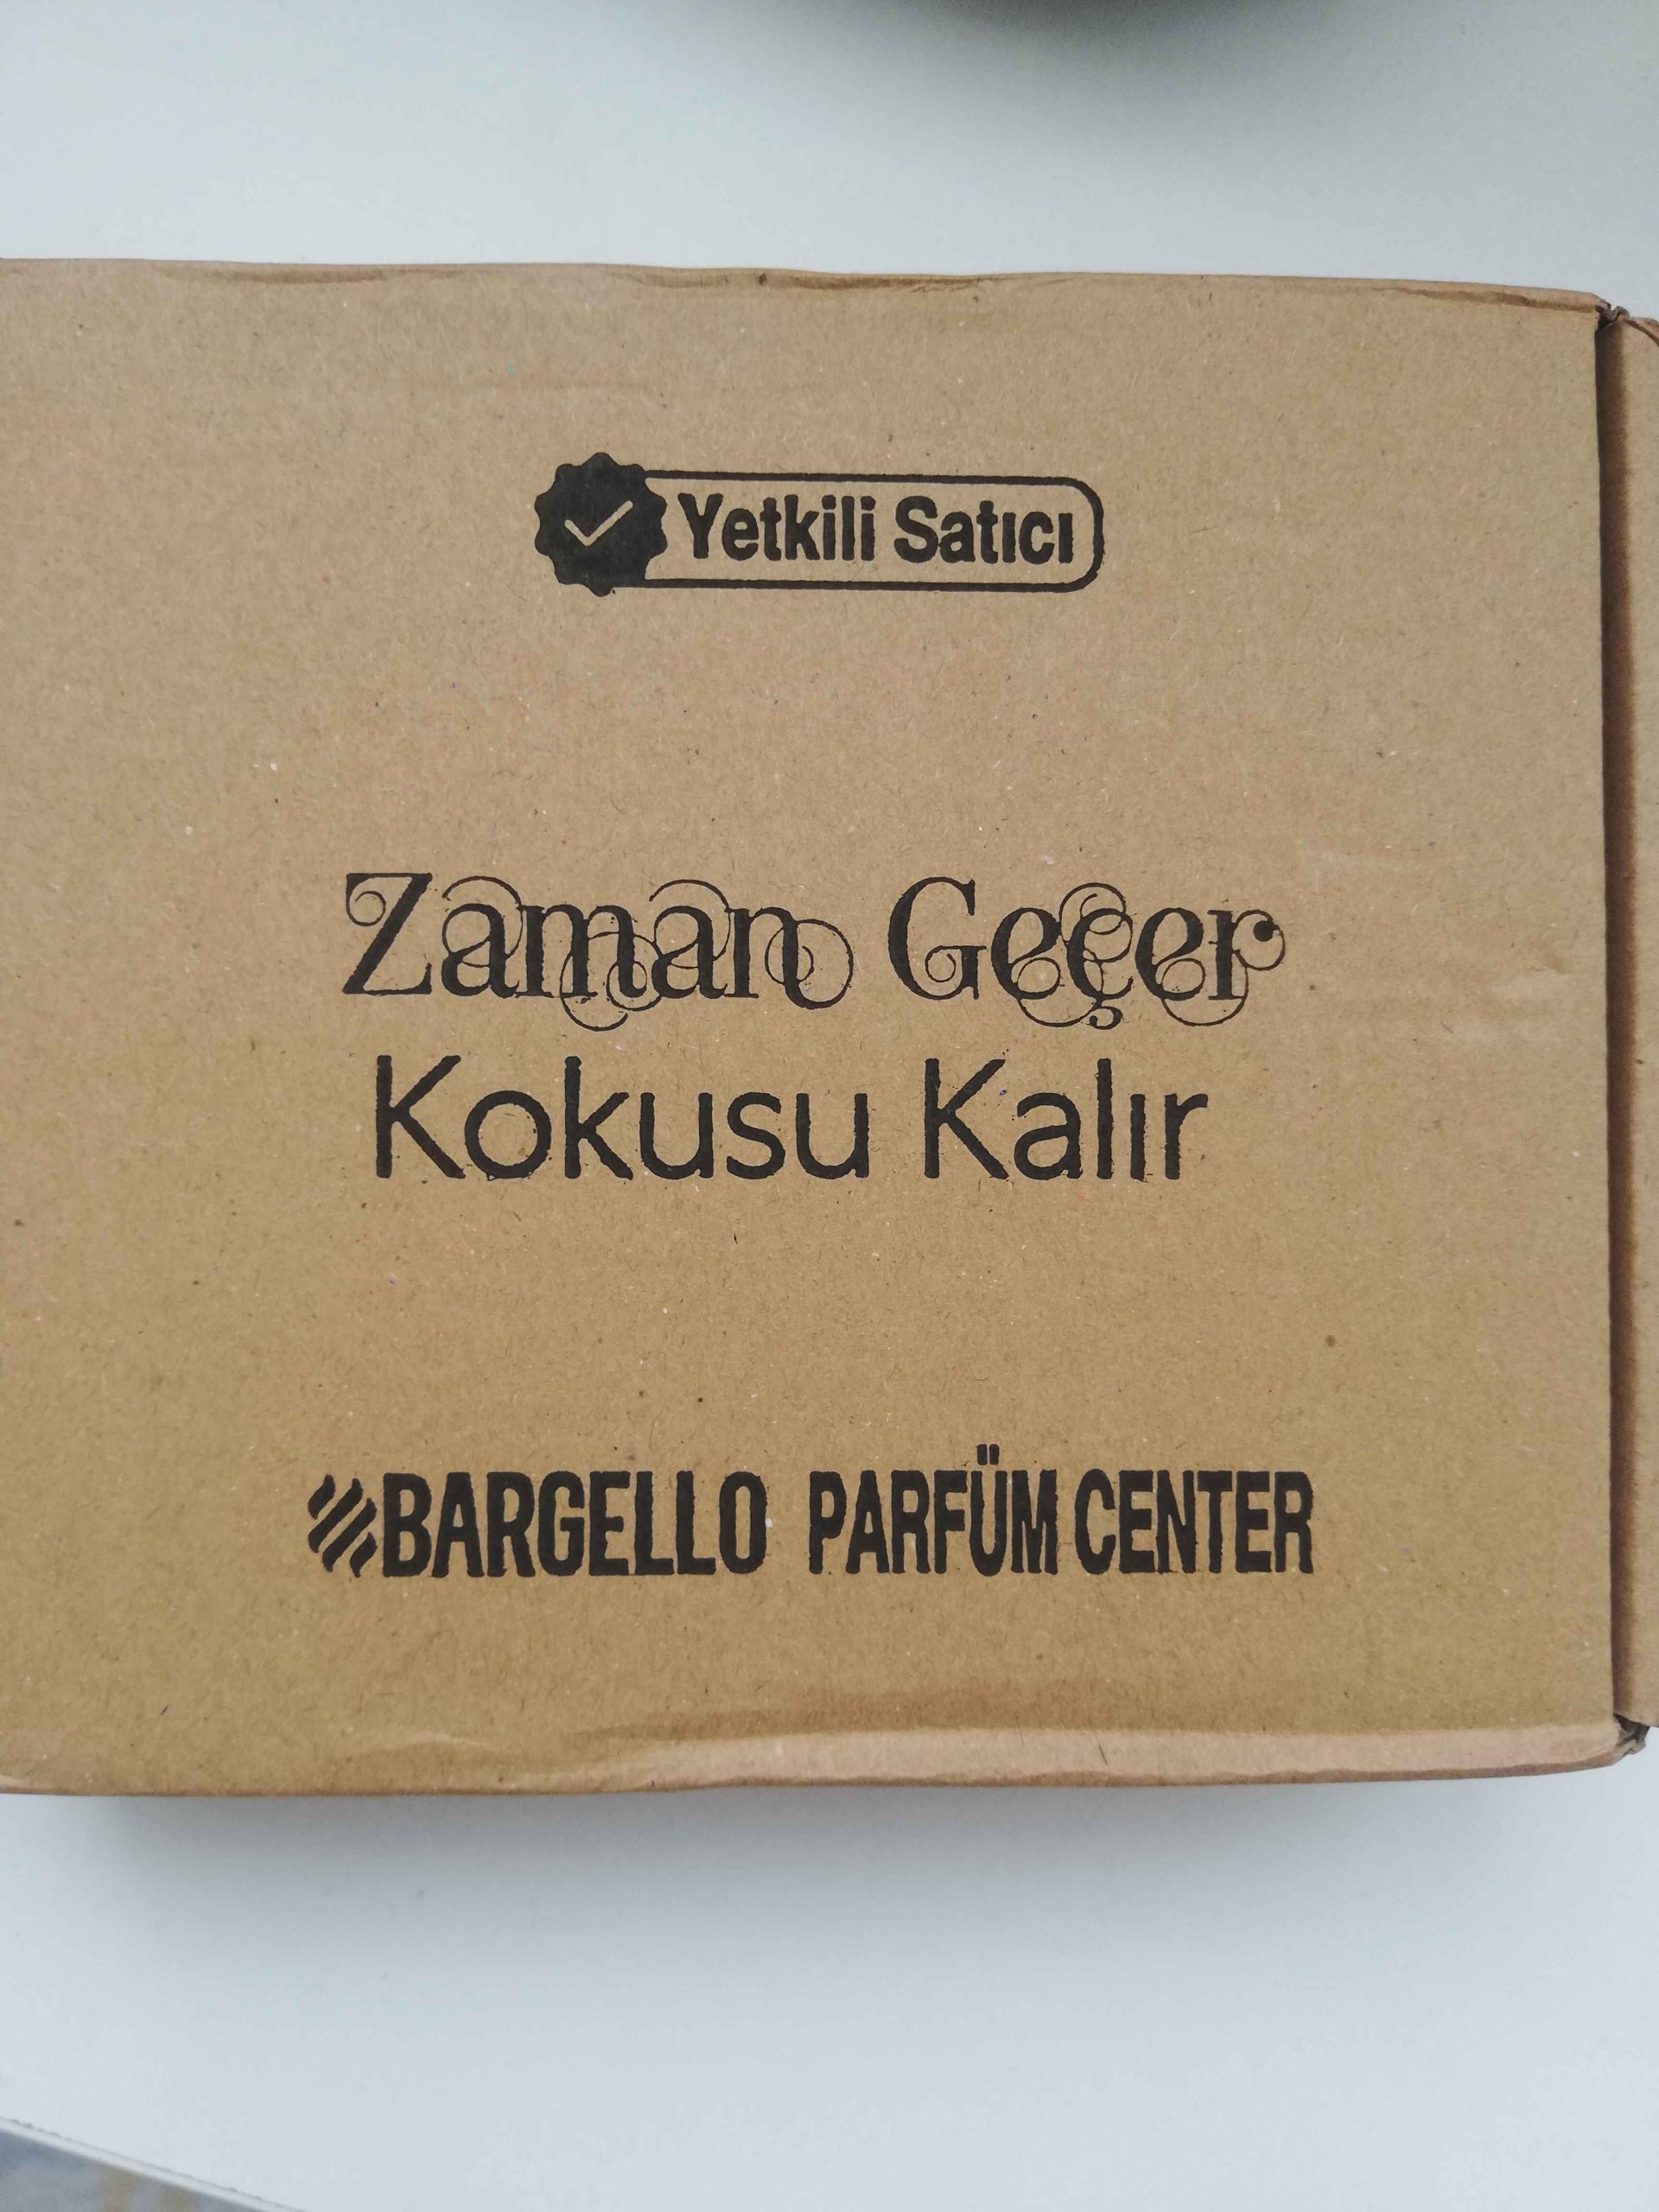 Yetkili Satıcı
Zaman Geçer
Kokusu Kalır
BARGELLO PARFÜM CENTER